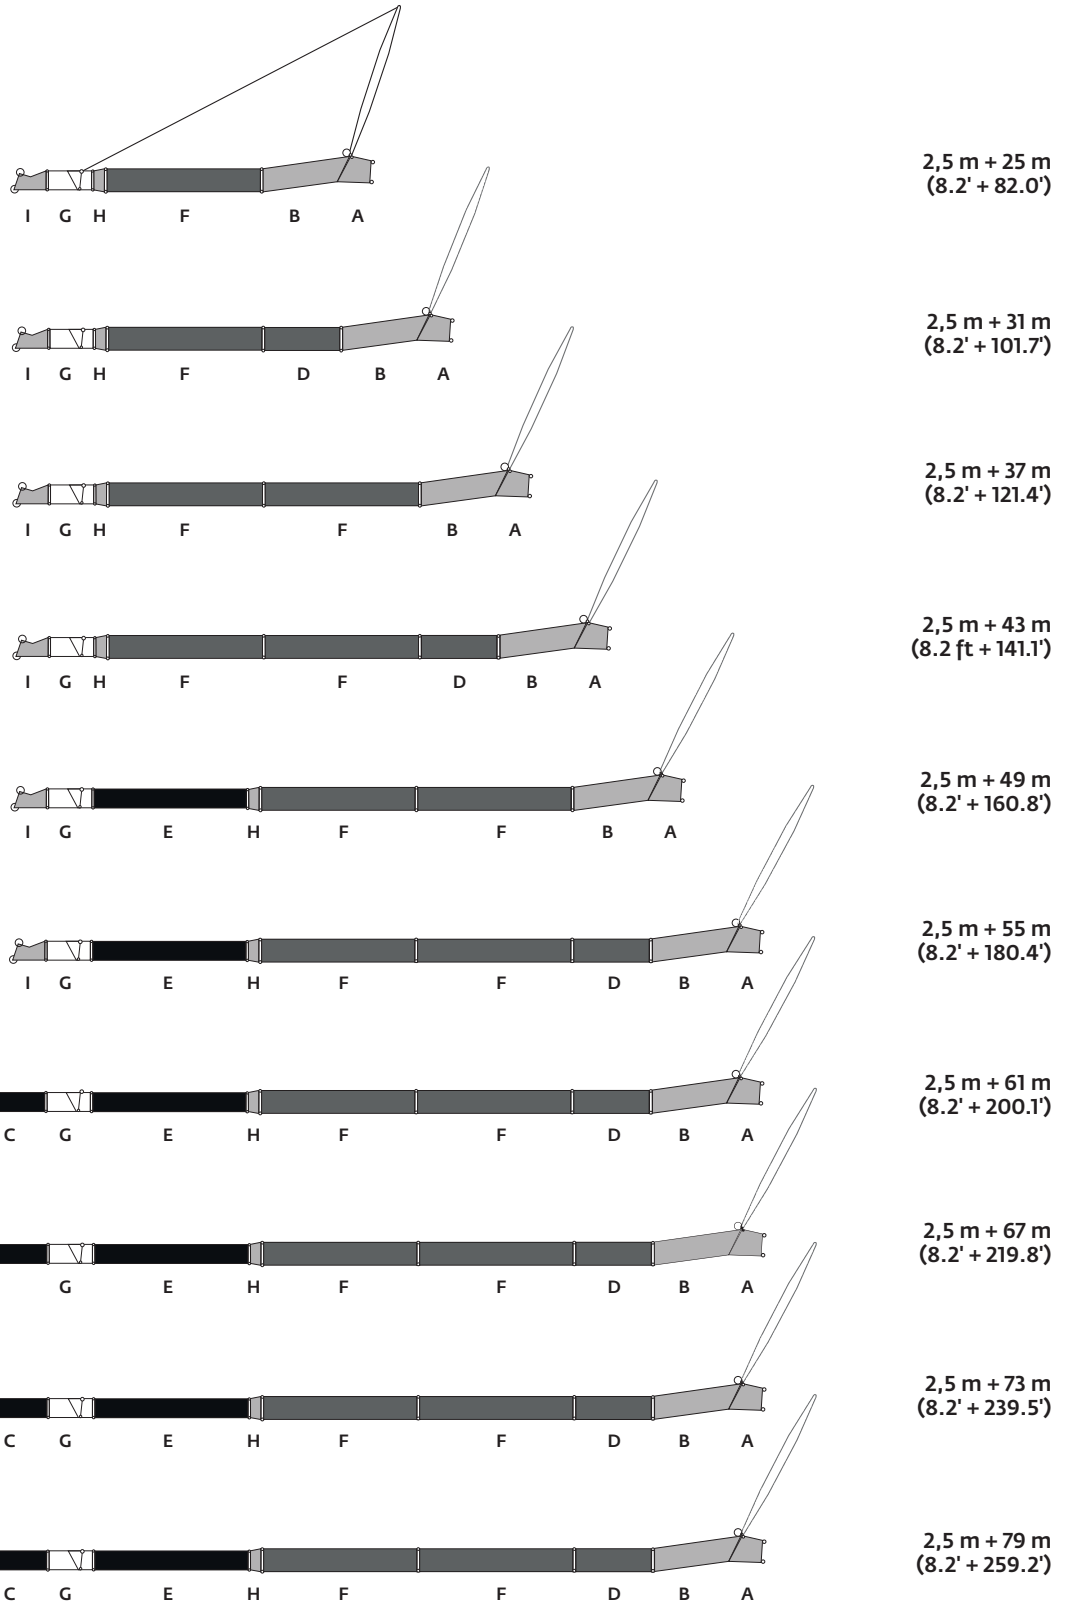 2,5 m + 25 m
(8.2' + 82.0')
I G H F B A
2,5 m + 31 m
(8.2' + 101.7')
I G H F D B A
2,5 m + 37 m
(8.2' + 121.4')
I G H F F B A
2,5 m + 43 m
(8.2 ft + 141.1')
I G H F F D B A
2,5 m + 49 m
(8.2' + 160.8')
I G E H F F B A
2,5 m + 55 m
(8.2' + 180.4')
I G E H F F D B A
2,5 m + 61 m
(8.2' + 200.1')
C G E H F F D B A
2,5 m + 67 m
(8.2' + 219.8')
G E H F F D B A
2,5 m + 73 m
(8.2' + 239.5')
C G E H F F D B A
2,5 m + 79 m
(8.2' + 259.2')
C G E H F F D B A